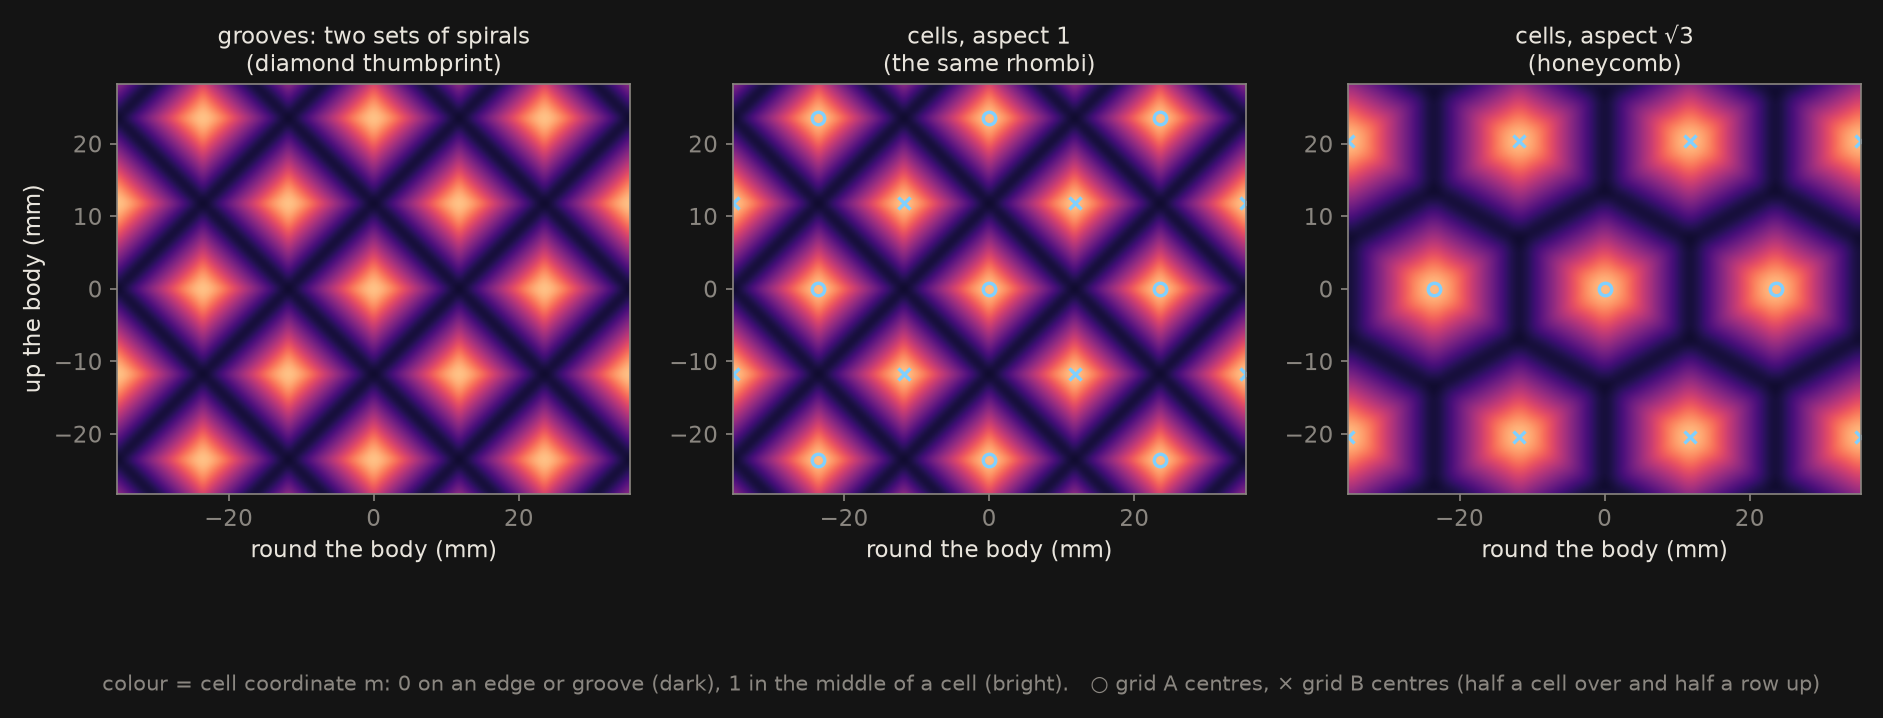 grooves: two sets of spirals
(diamond thumbprint)
cells, aspect 1
(the same rhombi)
cells, aspect √3
(honeycomb)
up the body (mm)
20
10
0
−10
−20
−20
0
20
round the body (mm)
20
10
0
−10
−20
−20
0
20
round the body (mm)
20
10
0
−10
−20
−20
0
20
round the body (mm)
colour = cell coordinate m: 0 on an edge or groove (dark), 1 in the middle of a cell (bright).   ○ grid A centres, × grid B centres (half a cell over and half a row up)